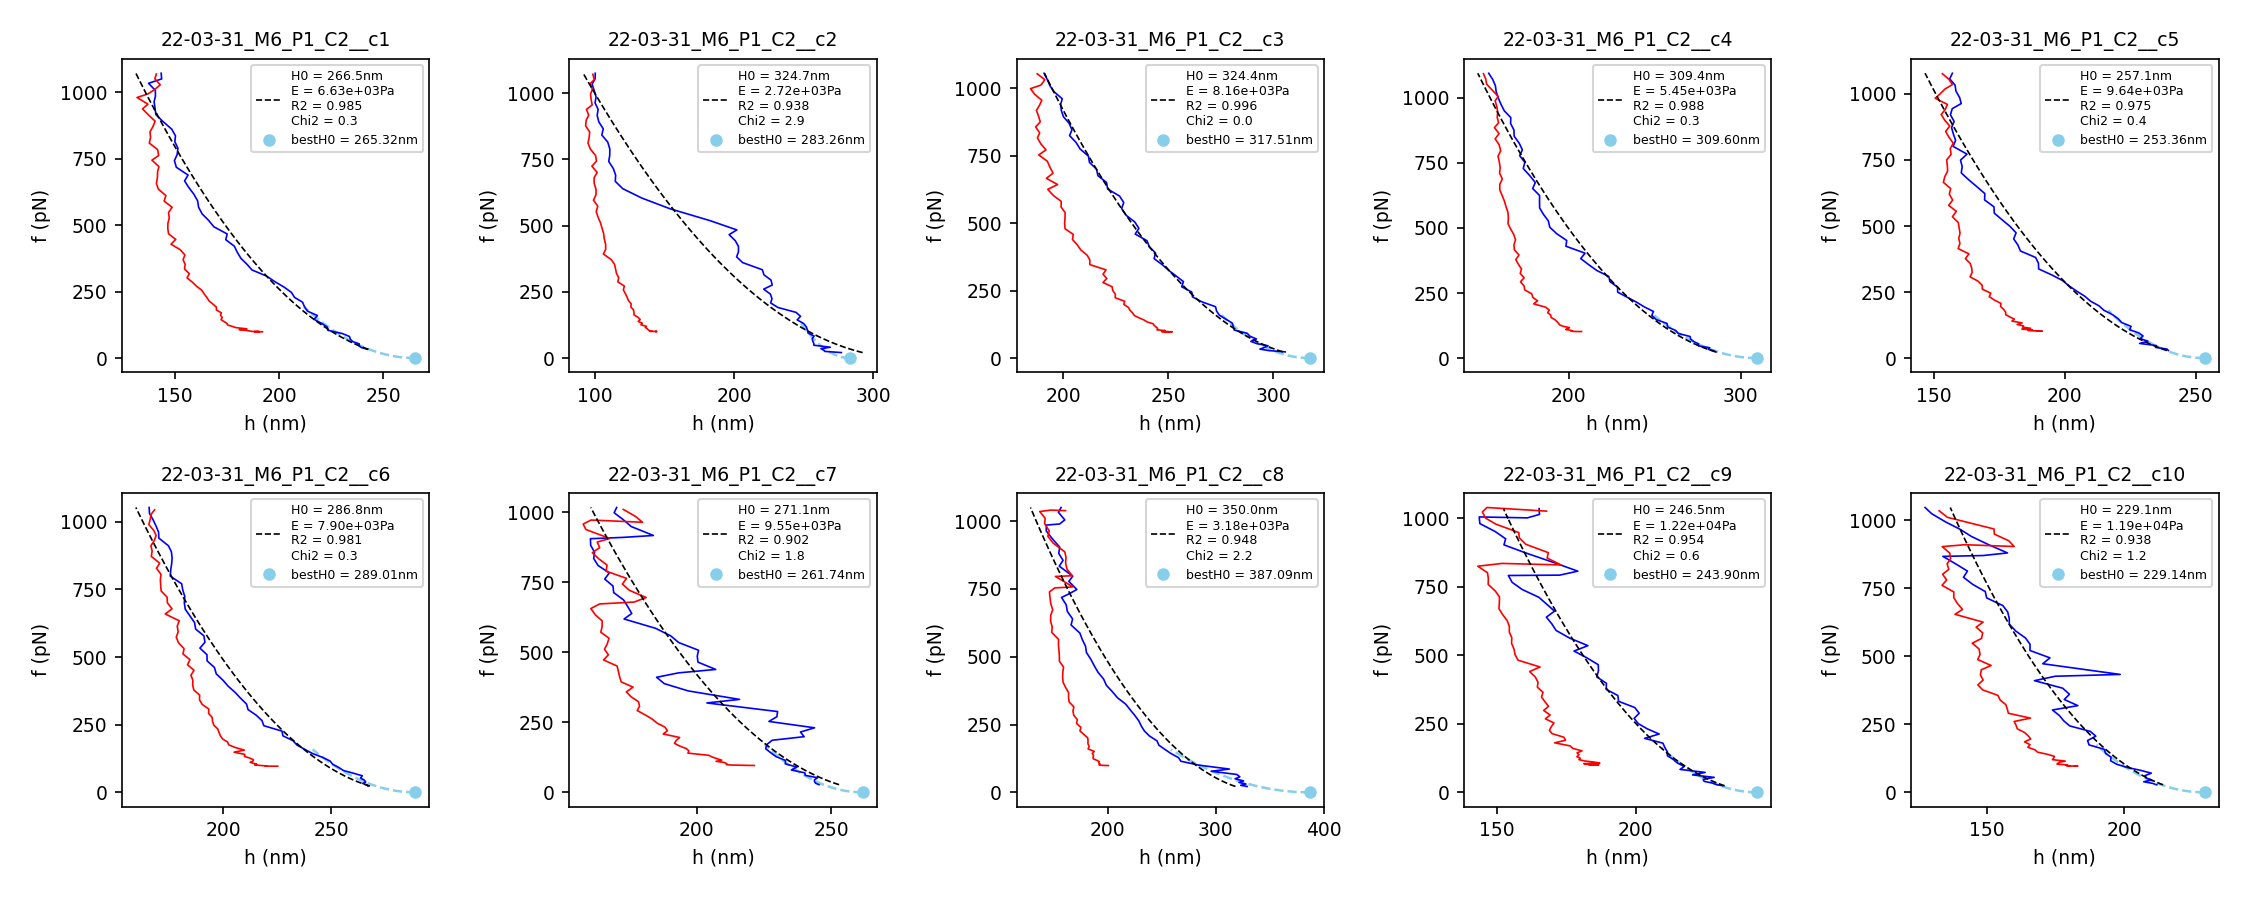 22-03-31_M6_P1_C2__c1
22-03-31_M6_P1_C2__c2
22-03-31_M6_P1_C2__c3
22-03-31_M6_P1_C2__c4
22-03-31_M6_P1_C2__c5
H0 = 266.5nm
E = 6.63e+03Pa
R2 = 0.985
Chi2 = 0.3
bestH0 = 265.32nm
1000
750
500
250
0
f (pN)
150
200
250
h (nm)
H0 = 324.7nm
E = 2.72e+03Pa
R2 = 0.938
Chi2 = 2.9
bestH0 = 283.26nm
1000
750
500
250
0
f (pN)
100
200
300
h (nm)
H0 = 324.4nm
E = 8.16e+03Pa
R2 = 0.996
Chi2 = 0.0
bestH0 = 317.51nm
1000
750
500
250
0
f (pN)
200
250
300
h (nm)
H0 = 309.4nm
E = 5.45e+03Pa
R2 = 0.988
Chi2 = 0.3
bestH0 = 309.60nm
1000
750
500
250
0
f (pN)
200
300
h (nm)
H0 = 257.1nm
E = 9.64e+03Pa
R2 = 0.975
Chi2 = 0.4
bestH0 = 253.36nm
1000
750
500
250
0
f (pN)
150
200
250
h (nm)
22-03-31_M6_P1_C2__c6
22-03-31_M6_P1_C2__c7
22-03-31_M6_P1_C2__c8
22-03-31_M6_P1_C2__c9
22-03-31_M6_P1_C2__c10
H0 = 286.8nm
E = 7.90e+03Pa
R2 = 0.981
Chi2 = 0.3
bestH0 = 289.01nm
1000
750
500
250
0
f (pN)
200
250
h (nm)
H0 = 271.1nm
E = 9.55e+03Pa
R2 = 0.902
Chi2 = 1.8
bestH0 = 261.74nm
1000
750
500
250
0
f (pN)
200
250
h (nm)
H0 = 350.0nm
E = 3.18e+03Pa
R2 = 0.948
Chi2 = 2.2
bestH0 = 387.09nm
1000
750
500
250
0
f (pN)
200
300
400
h (nm)
H0 = 246.5nm
E = 1.22e+04Pa
R2 = 0.954
Chi2 = 0.6
bestH0 = 243.90nm
1000
750
500
250
0
f (pN)
150
200
h (nm)
H0 = 229.1nm
E = 1.19e+04Pa
R2 = 0.938
Chi2 = 1.2
bestH0 = 229.14nm
1000
750
500
250
0
f (pN)
150
200
h (nm)